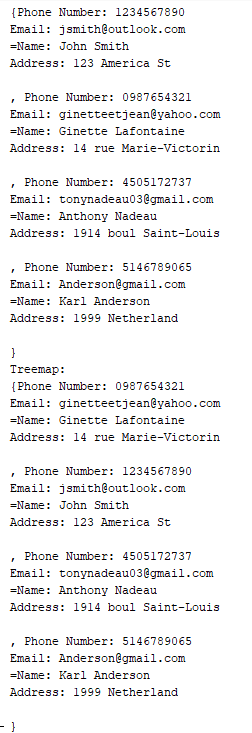 {Phone Number: 1234567890
Email: jsmith@outlook.com
=Name: John Smith
Address: 123 America St
, Phone Number: 0987654321
Email: ginetteetjean@yahoo.com
=Name: Ginette Lafontaine
Address: 14 rue Marie-Victorin
, Phone Number: 4505172737
Email: tonynadeau03@gmail.com
=Name: Anthony Nadeau
Address: 1914 boul Saint-Louis
, Phone Number: 5146789065
Email: Anderson@gmail.com
=Name: Karl Anderson
Address: 1999 Netherland
}
Treemap:
{Phone Number: 0987654321
Email: ginetteetjean@yahoo.com
=Name: Ginette Lafontaine
Address: 14 rue Marie-Victorin
, Phone Number: 1234567890
Email: jsmith@outlook.com
=Name: John Smith
Address: 123 America St
, Phone Number: 4505172737
Email: tonynadeau03@gmail.com
=Name: Anthony Nadeau
Address: 1914 boul Saint-Louis
, Phone Number: 5146789065
Email: Anderson@gmail.com
=Name: Karl Anderson
Address: 1999 Netherland
}